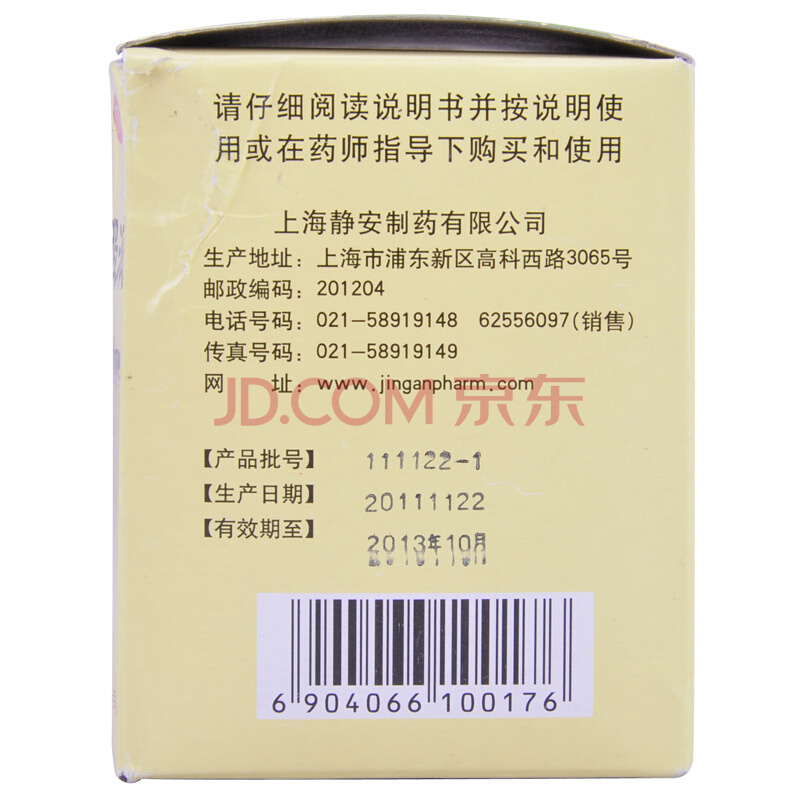 请仔细阅读说明书并按说明使
用或在药师指导下购买和使用
上海静安制药有限公司
生产地址：上海市浦东新区高科西路3065号
邮政编码：201204
电话号码：021-58919148 62556097(销售)
传真号码：021-58919149
网 址：www.jinganpharm.com
JD.COM 京东
【产品批号】 111122-1
【生产日期】 20111122
【有效期至】 2013年10月
6 904066 100176